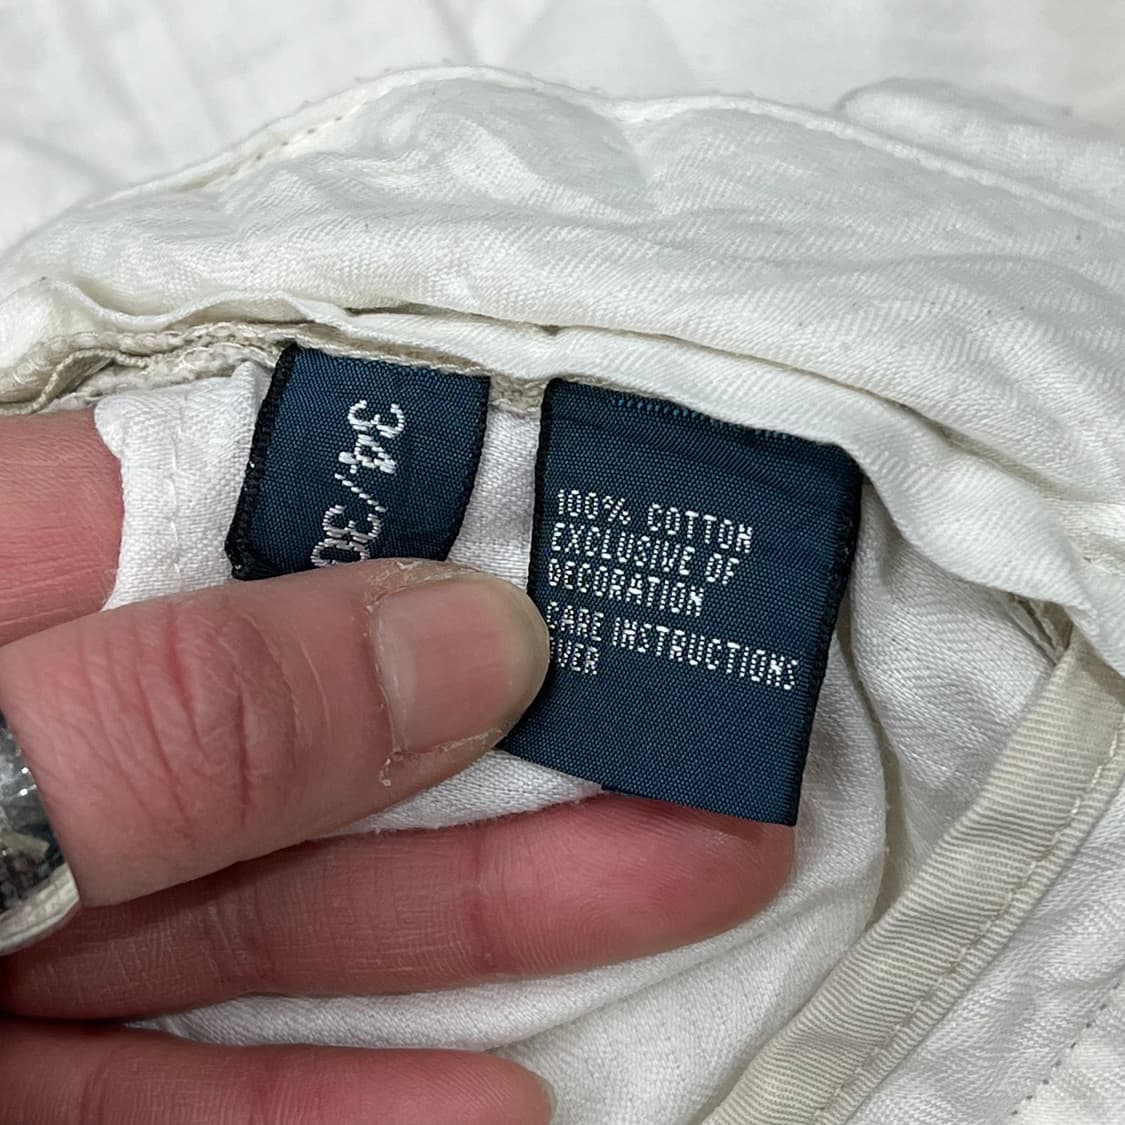 34/30
100% COTTON
EXCLUSIVE OF
DECORATION
CARE INSTRUCTIONS
OVER